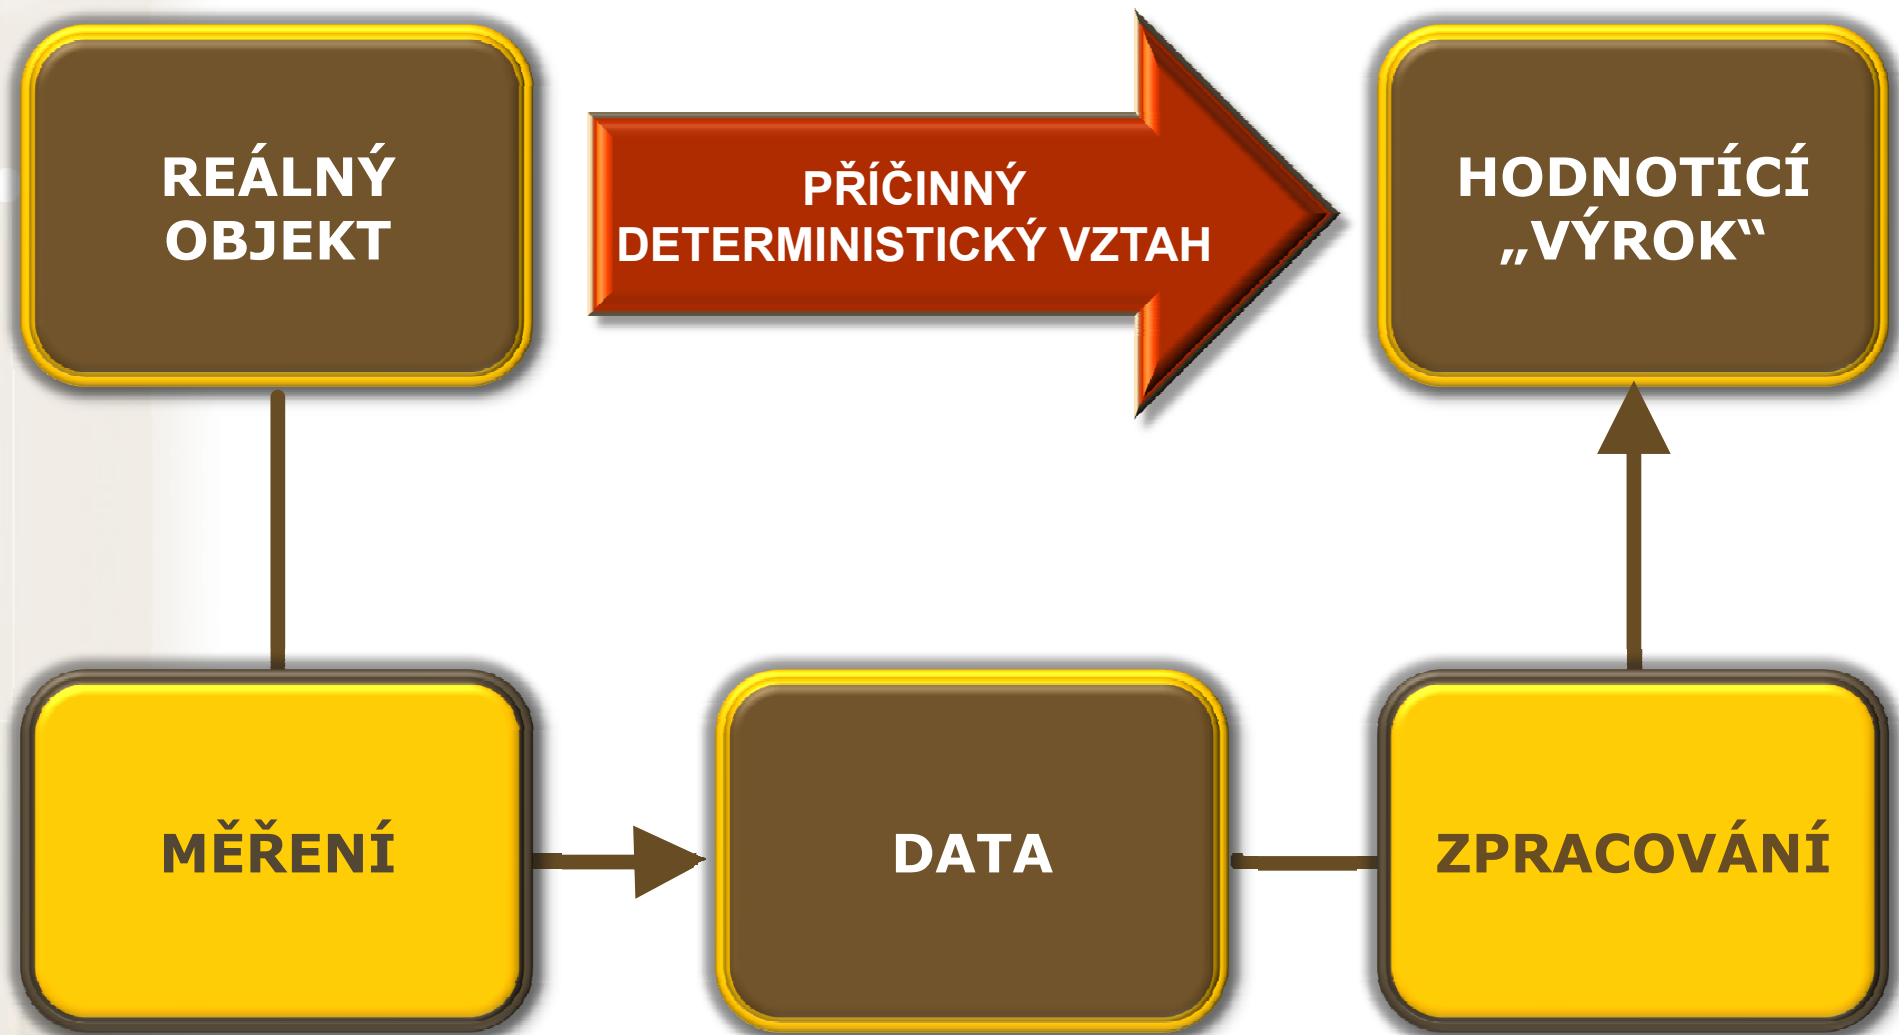 REÁLNÝ
OBJEKT
PŘÍČINNÝ
DETERMINISTICKÝ VZTAH
HODNOTÍCÍ
„VÝROK“
MĚŘENÍ
DATA
ZPRACOVÁNÍ